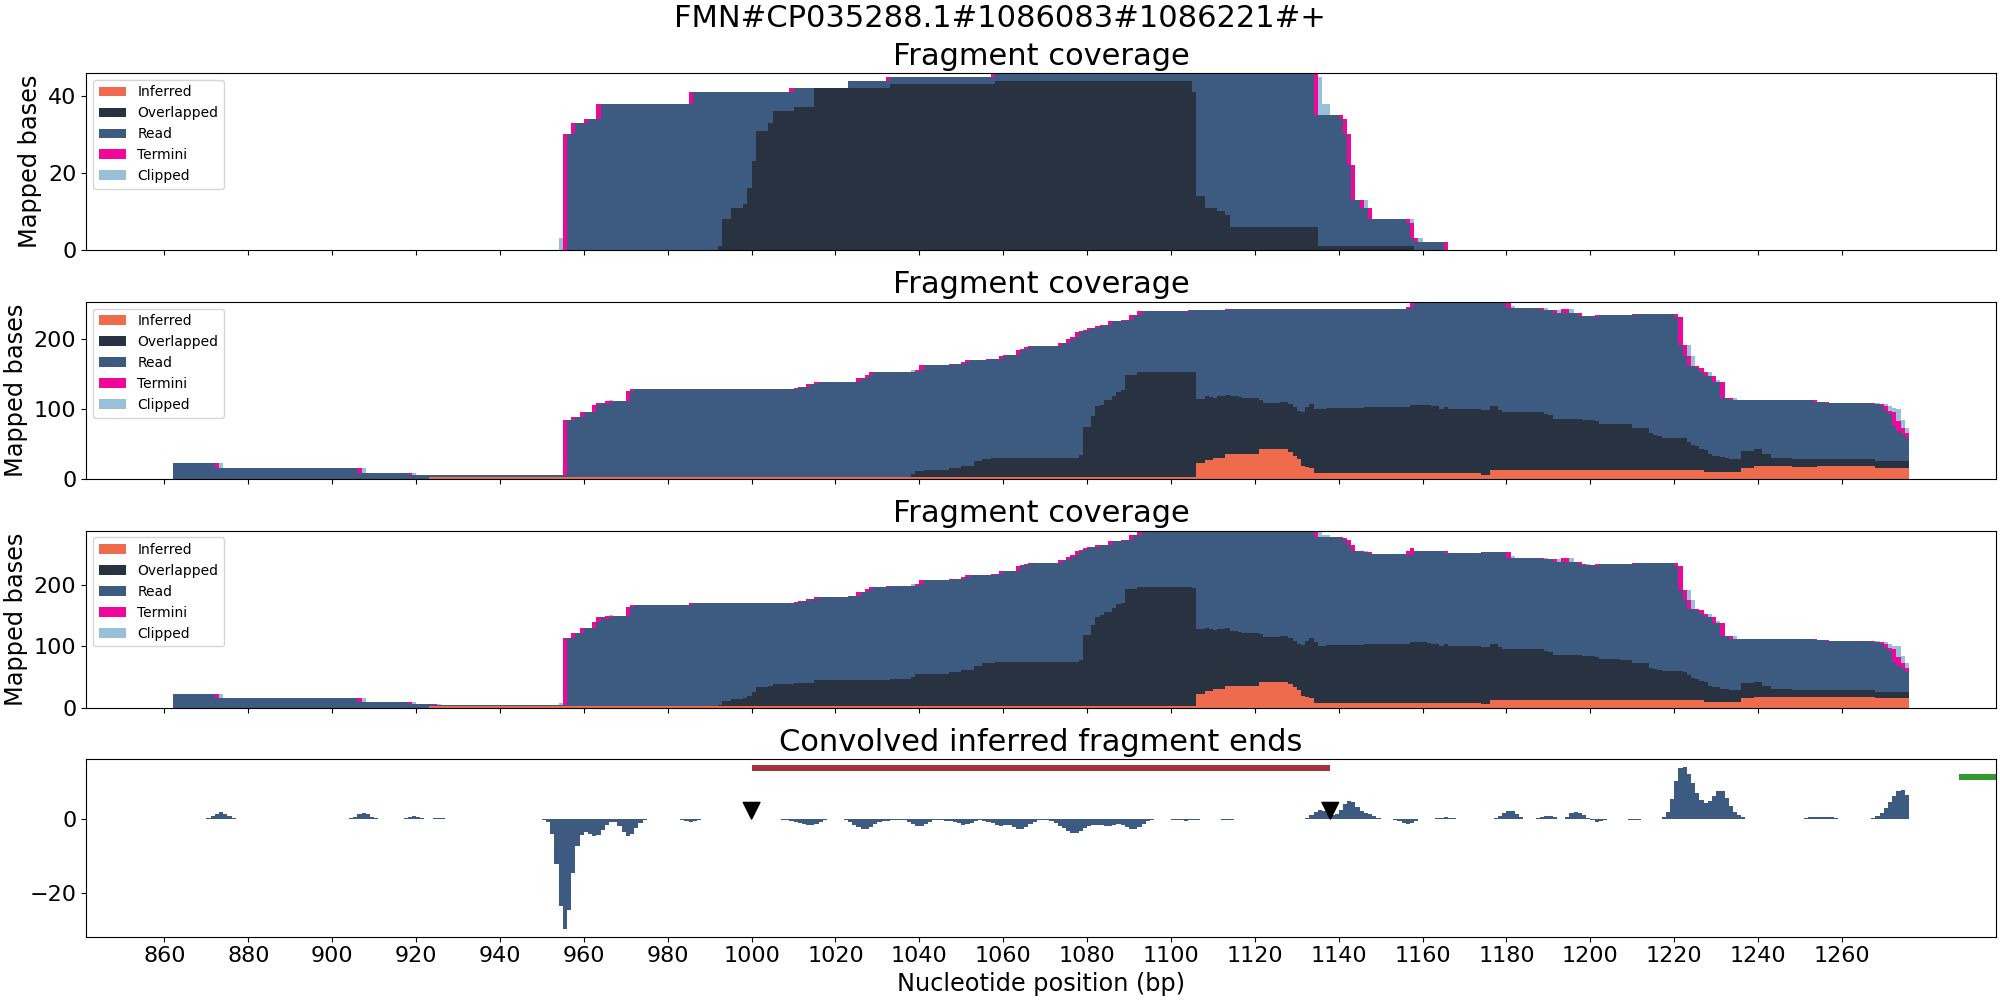 FMN#CP035288.1#1086083#1086221#+
Fragment coverage
Mapped bases
40
20
0
Inferred
Overlapped
Read
Termini
Clipped
Fragment coverage
Mapped bases
200
100
0
Inferred
Overlapped
Read
Termini
Clipped
Fragment coverage
Mapped bases
200
100
0
Inferred
Overlapped
Read
Termini
Clipped
Convolved inferred fragment ends
0
−20
860 880 900 920 940 960 980 1000 1020 1040 1060 1080 1100 1120 1140 1160 1180 1200 1220 1240 1260
Nucleotide position (bp)